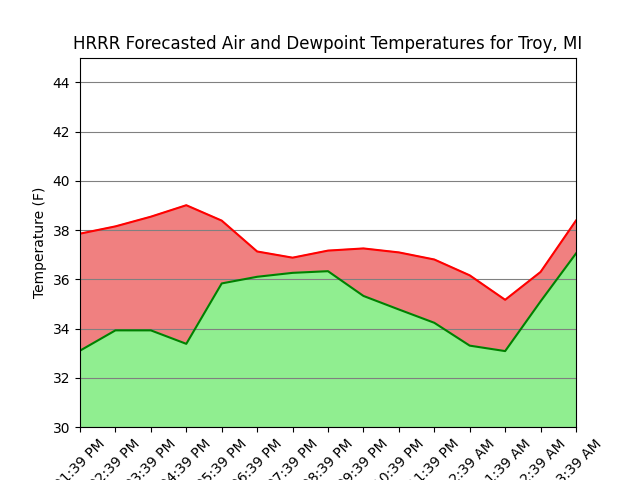 HRRR Forecasted Air and Dewpoint Temperatures for Troy, MI
Temperature (F)
44
42
40
38
36
34
32
30
01:39 PM
02:39 PM
03:39 PM
04:39 PM
05:39 PM
06:39 PM
07:39 PM
08:39 PM
09:39 PM
10:39 PM
11:39 PM
2:39 AM
1:39 AM
2:39 AM
3:39 AM